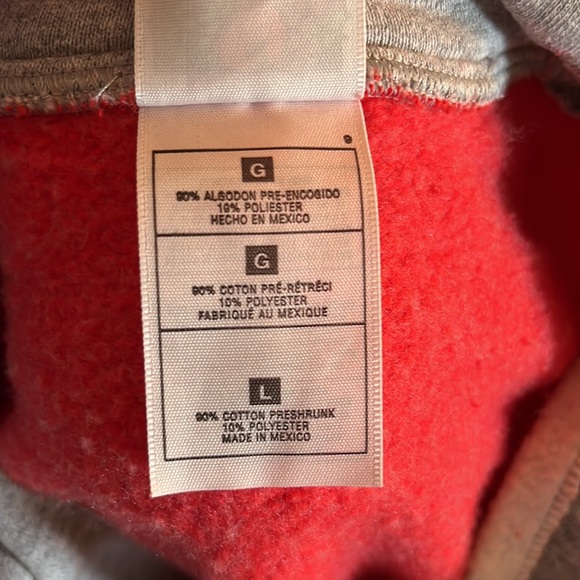 G
90% ALGODON PRE-ENCOGIDO
10% POLIESTER
HECHO EN MEXICO
G
90% COTON PRÉ-RÉTRÉCI
10% POLYESTER
FABRIQUÉ AU MEXIQUE
L
90% COTTON PRESHRUNK
10% POLYESTER
MADE IN MEXICO